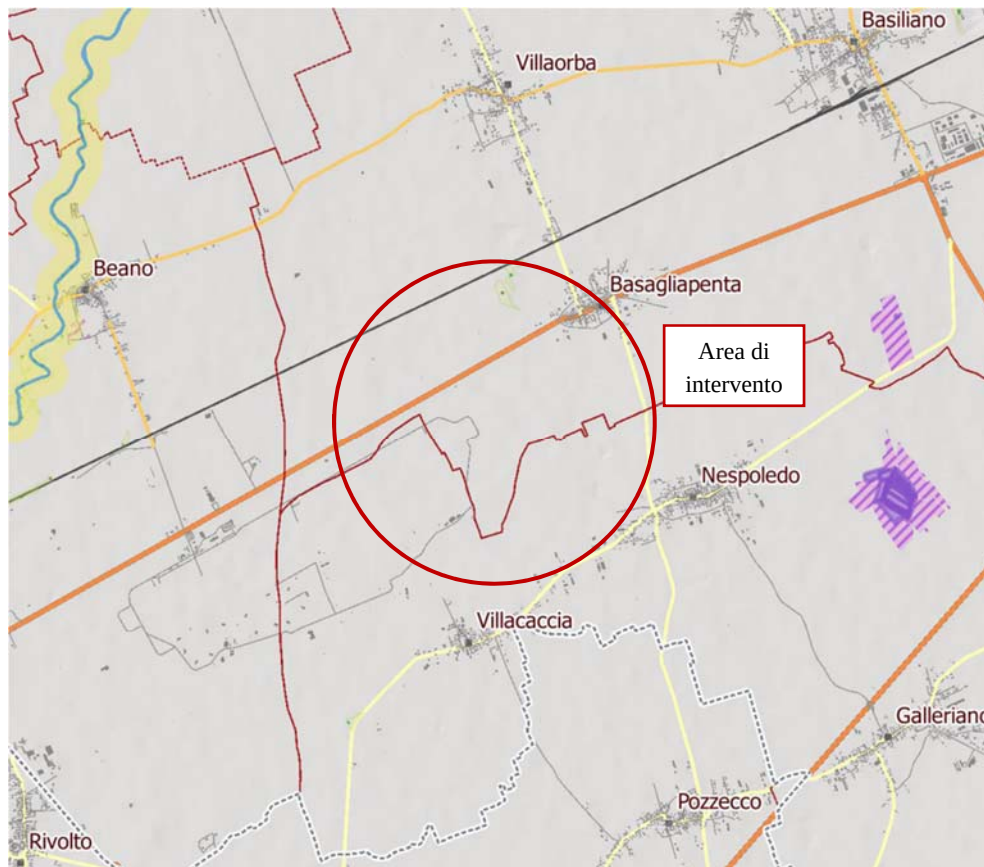 Basiliano
Villaorba
Beano
Basagliapenta
Area di
intervento
Nespoledo
Villacaccia
Galleriano
Pozzecco
Rivolto